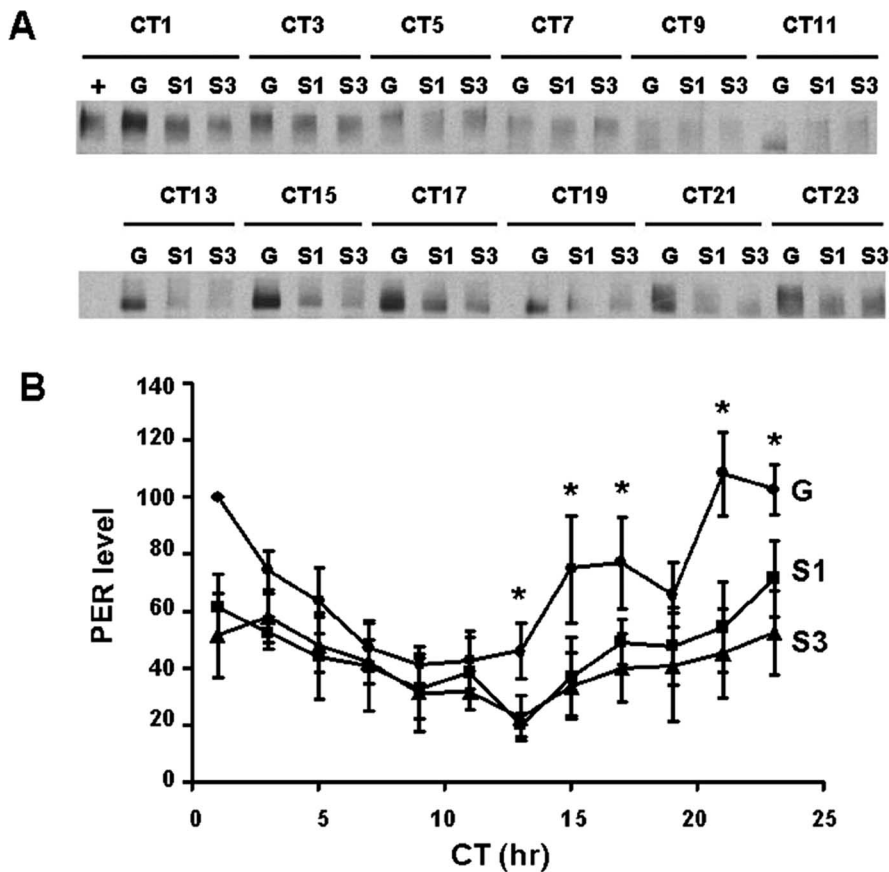 A
CT1 CT3 CT5 CT7 CT9 CT11
+ G S1 S3 G S1 S3 G S1 S3 G S1 S3 G S1 S3 G S1 S3
CT13 CT15 CT17 CT19 CT21 CT23
G S1 S3 G S1 S3 G S1 S3 G S1 S3 G S1 S3 G S1 S3
B
PER level
140
120
100
80
60
40
20
0
* * * * *
G
S1
S3
0 5 10 15 20 25
CT (hr)